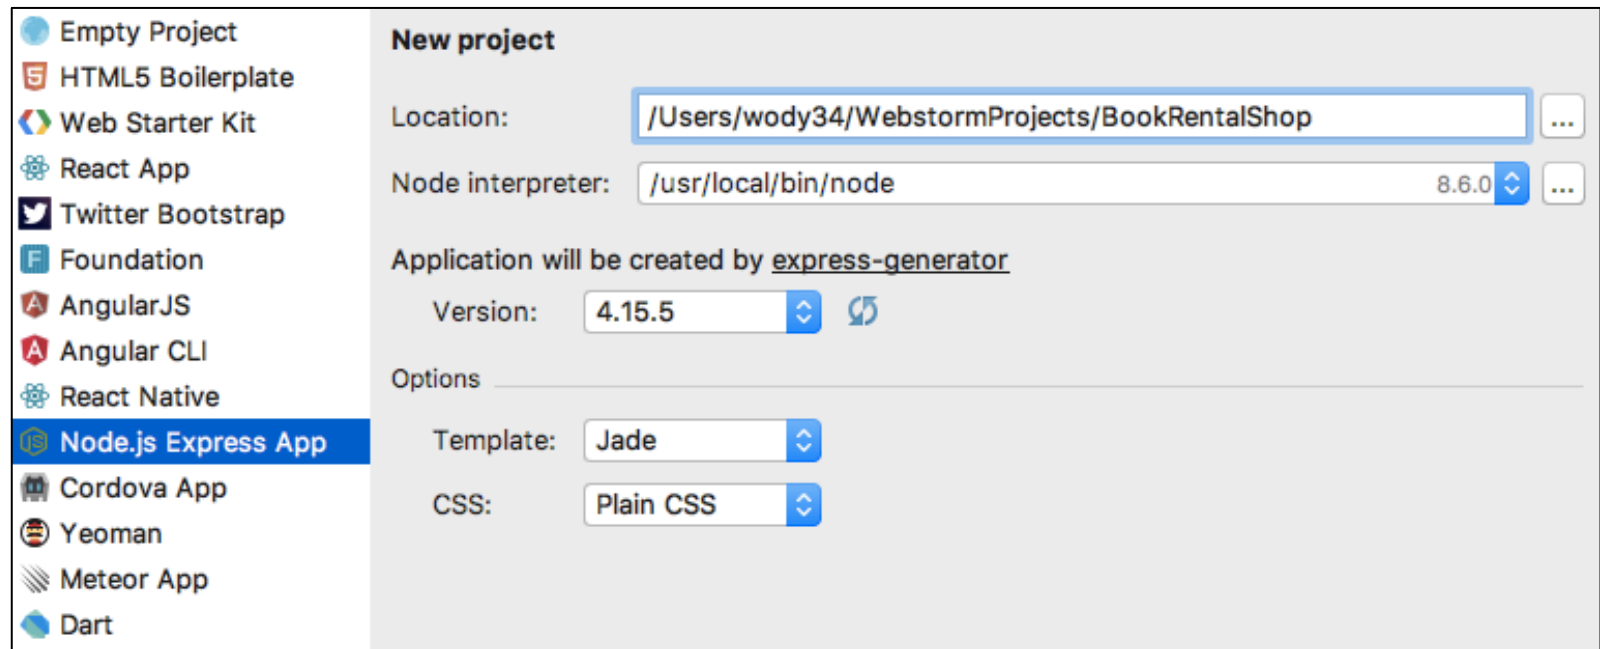 Empty Project
HTML5 Boilerplate
Web Starter Kit
React App
Twitter Bootstrap
Foundation
AngularJS
Angular CLI
React Native
Node.js Express App
Cordova App
Yeoman
Meteor App
Dart
New project
Location: /Users/wody34/WebstormProjects/BookRentalShop ...
Node interpreter: /usr/local/bin/node 8.6.0 ...
Application will be created by express-generator
Version: 4.15.5
Options
Template: Jade
CSS: Plain CSS